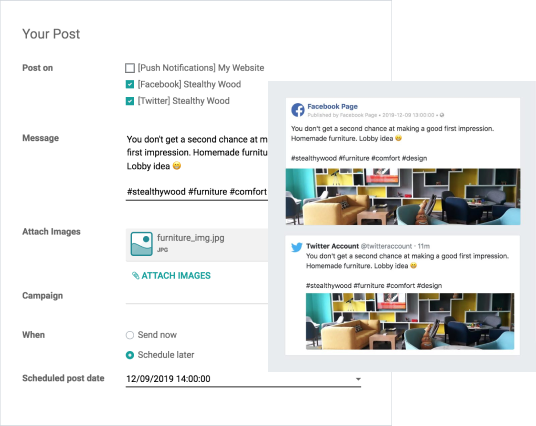 Your Post
Post on
[Push Notifications] My Website
[Facebook] Stealthy Wood
[Twitter] Stealthy Wood
Message
You don't get a second chance at m
first impression. Homemade furnitu
Lobby idea 😄
#stealthywood #furniture #comfort
Attach Images
furniture_img.jpg
JPG
ATTACH IMAGES
Campaign
When
Send now
Schedule later
Scheduled post date
12/09/2019 14:00:00
Facebook Page
Published by Facebook Page • 2019-12-09 13:00:00 •
You don't get a second chance at making a good first impression.
Homemade furniture. Lobby idea 😄
#stealthywood #furniture #comfort #design
Twitter Account @twitteraccount · 11m
You don't get a second chance at making a good first impression.
Homemade furniture. Lobby idea 😄
#stealthywood #furniture #comfort #design